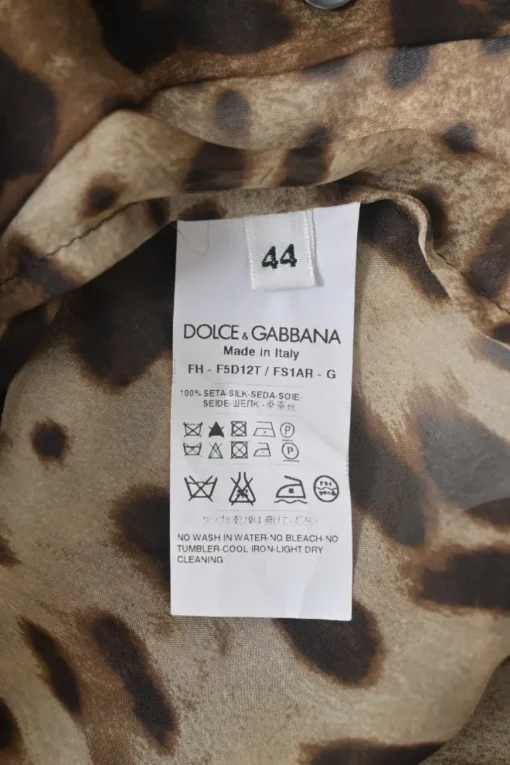 44
DOLCE & GABBANA
Made in Italy
FH - F5D12T / FS1AR - G
100% SETA-SILK-SEDA-SOIE-
SEIDE-ШЕЛК-
NO WASH IN WATER-NO BLEACH-NO
TUMBLER-COOL IRON-LIGHT DRY
CLEANING